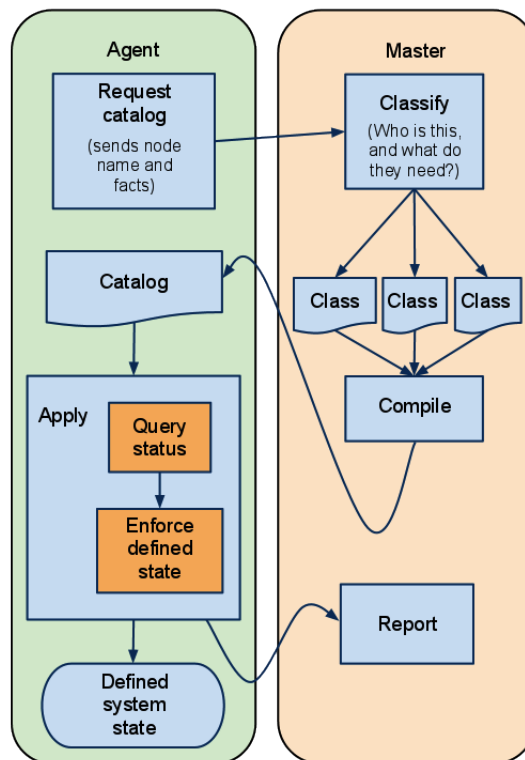 Agent
Request
catalog
(sends node
name and
facts)
Catalog
Apply
Query
status
Enforce
defined
state
Defined
system
state
Master
Classify
(Who is this,
and what do
they need?)
Class
Class
Class
Compile
Report